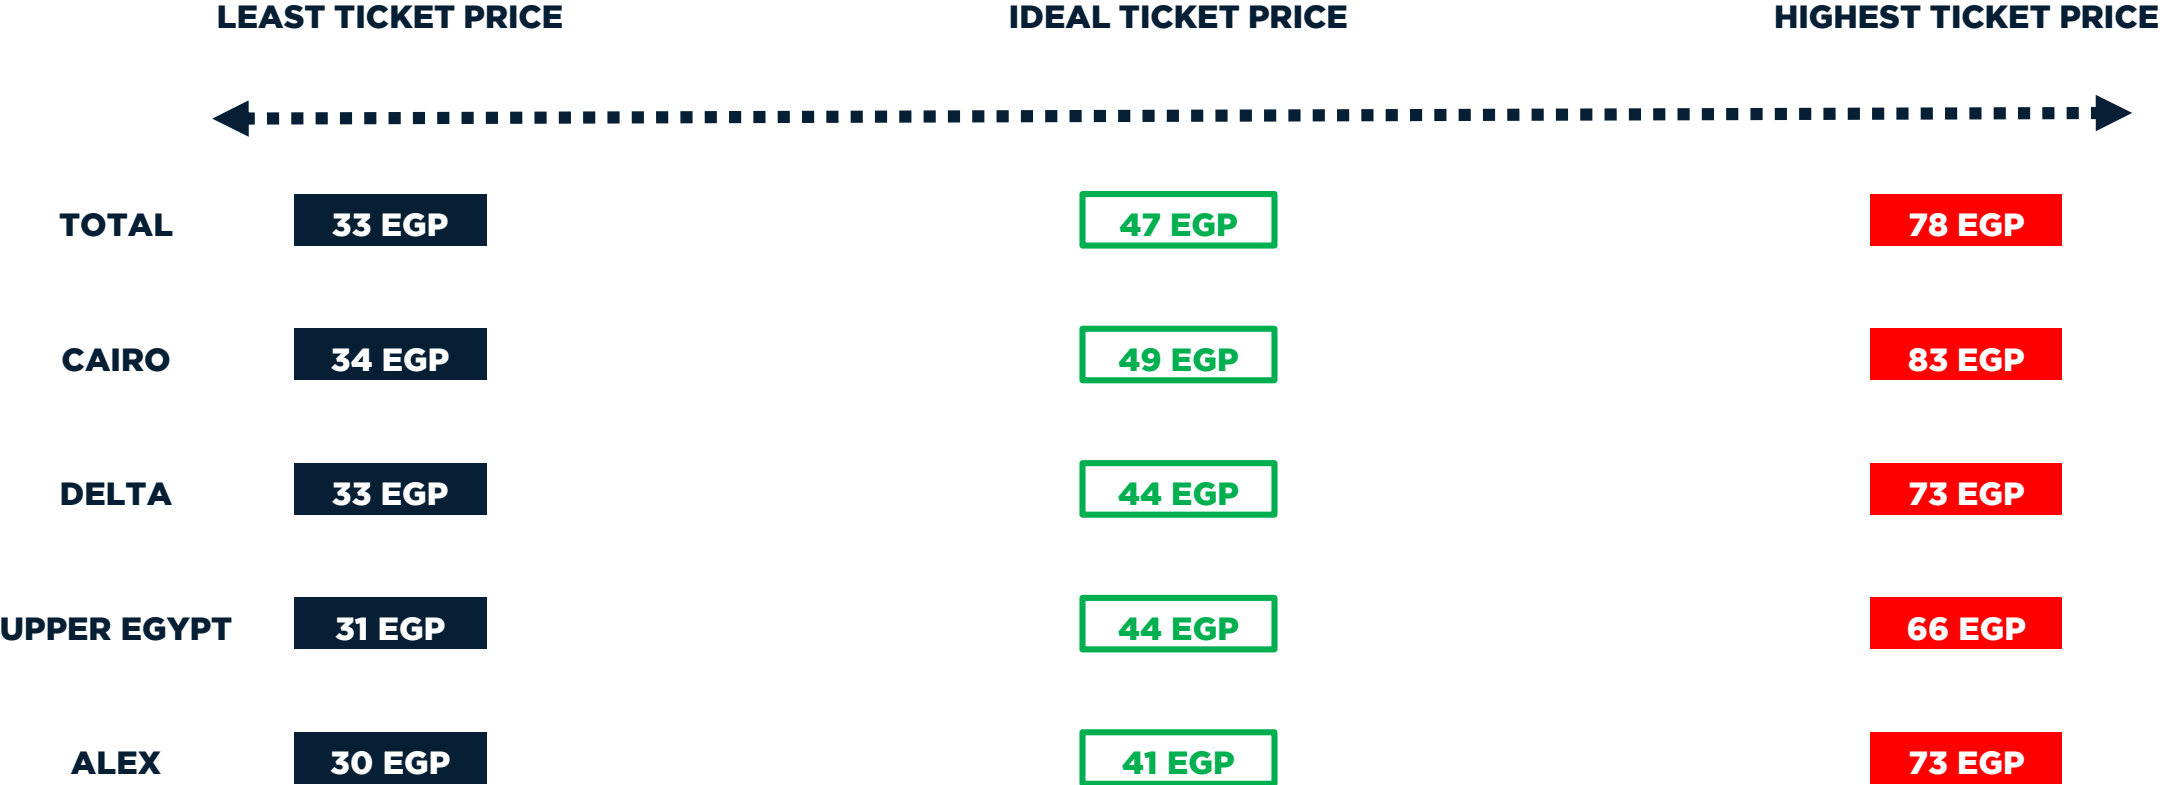 LEAST TICKET PRICE IDEAL TICKET PRICE HIGHEST TICKET PRICE
TOTAL 33 EGP 47 EGP 78 EGP
CAIRO 34 EGP 49 EGP 83 EGP
DELTA 33 EGP 44 EGP 73 EGP
UPPER EGYPT 31 EGP 44 EGP 66 EGP
ALEX 30 EGP 41 EGP 73 EGP